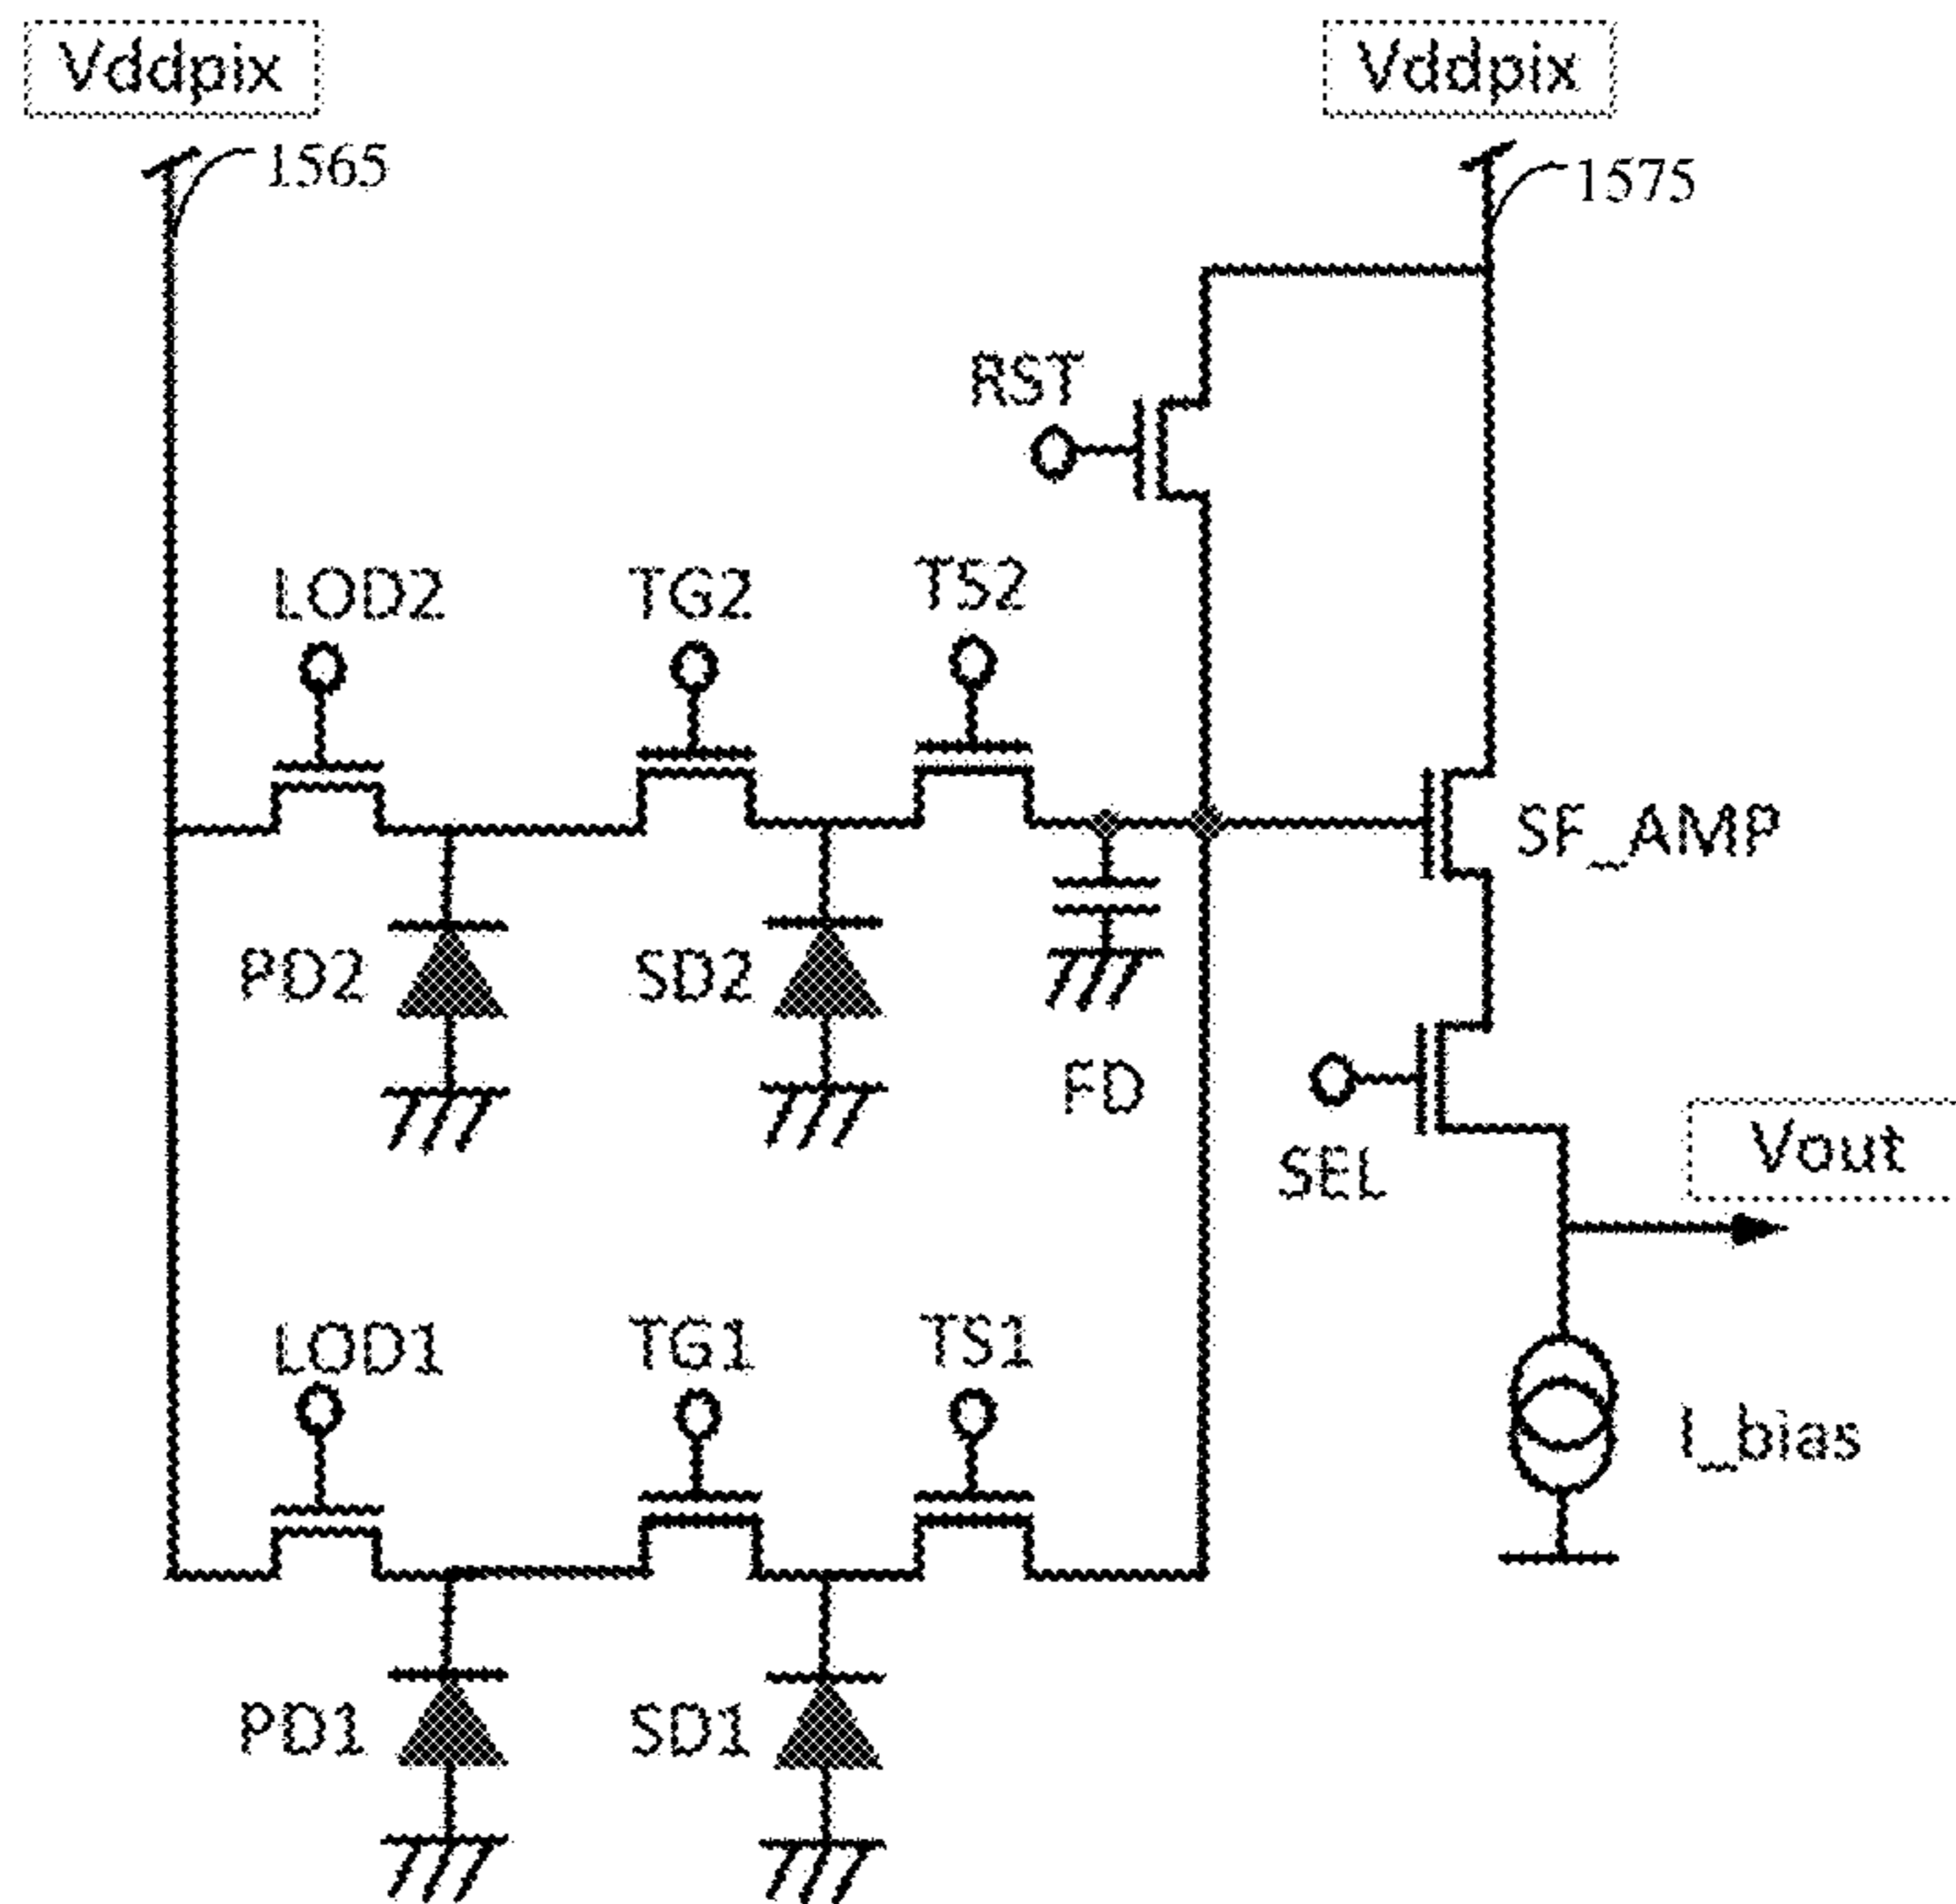 Vddpix
Vddpix
1565
1575
RST
LOD2
TG2
TS2
SF_AMP
PD2
SD2
FD
SEL
Vout
LOD1
TG1
TS1
I_bias
PD1
SD1